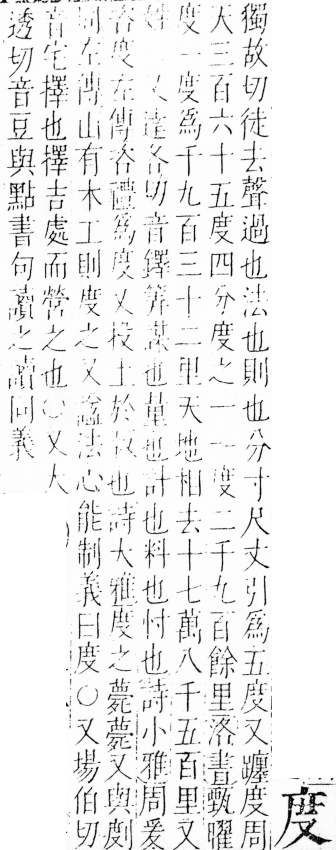 度
獨故切徒去聲過也法也則也分寸尺丈引爲五度又躔度周
天三百六十五度四分度之一一度二千九百餘里洛書甄曜
度一度爲千九百三十二里天地相去十七萬八千五百里又
姓又達各切音鐸筭謀也量也計也料也忖也詩小雅周爰
咨度左傳咨禮爲度又投土於板也詩大雅度之薨薨又與剫
同左傳山有木工則度之又諡法心能制義曰度○又場伯切
音宅擇也擇吉處而營之也○又大
透切音豆與點書句讀之讀同義